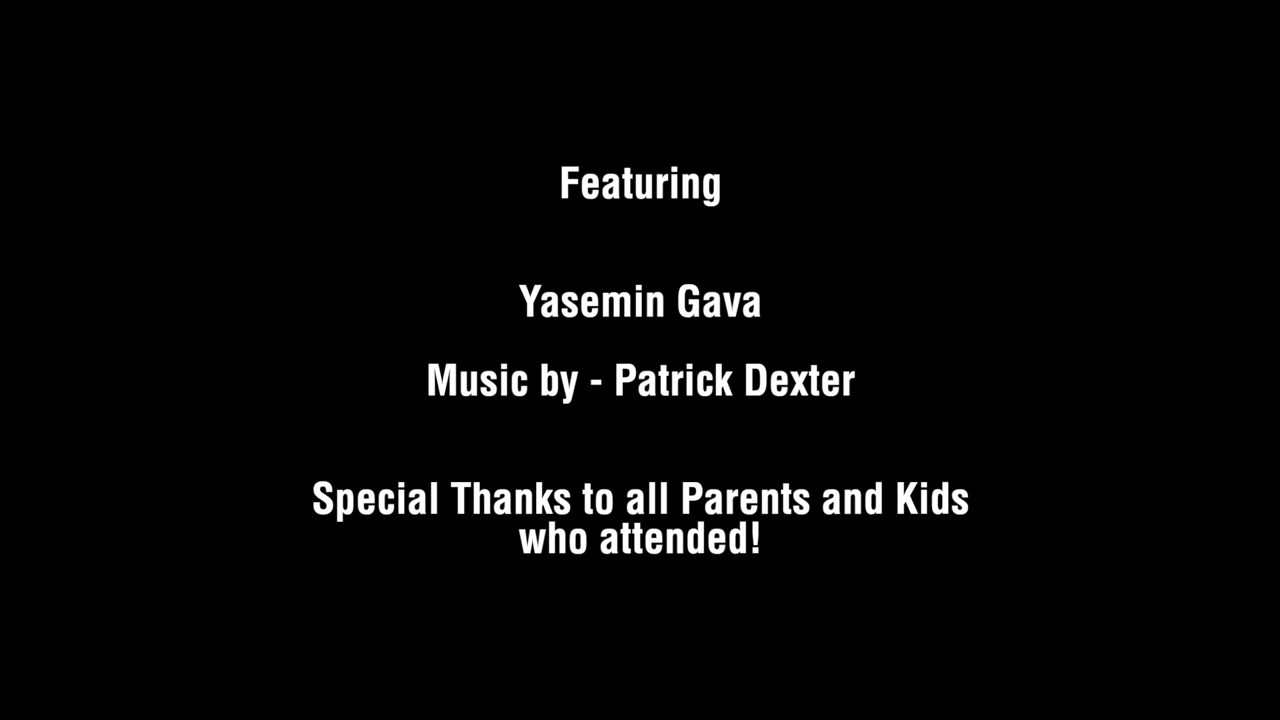 Featuring
Yasemin Gava
Music by - Patrick Dexter
Special Thanks to all Parents and Kids
who attended!